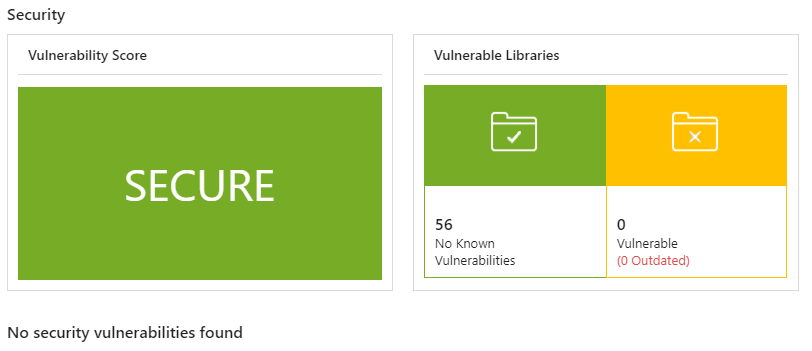 Security
Vulnerability Score
SECURE
Vulnerable Libraries
56
No Known
Vulnerabilities
0
Vulnerable
(0 Outdated)
No security vulnerabilities found